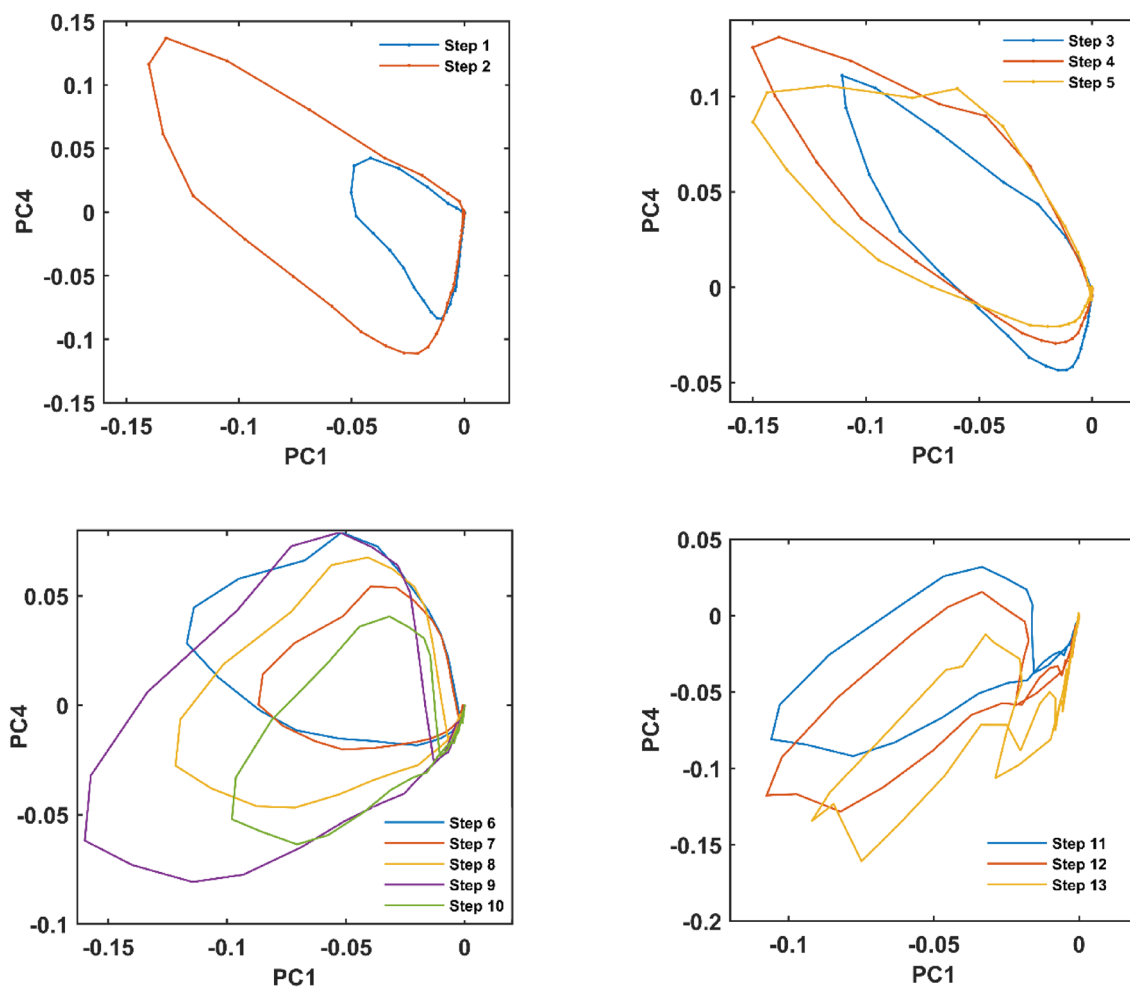 0.15
0.1
0.05
0
-0.05
-0.1
-0.15
PC4
-0.15 -0.1 -0.05 0
PC1
Step 1
Step 2
0.1
0.05
0
-0.05
PC4
-0.15 -0.1 -0.05 0
PC1
Step 3
Step 4
Step 5
0.05
0
-0.05
-0.1
PC4
-0.15 -0.1 -0.05 0
PC1
Step 6
Step 7
Step 8
Step 9
Step 10
0.05
0
-0.05
-0.1
-0.15
-0.2
PC4
-0.1 -0.05 0
PC1
Step 11
Step 12
Step 13